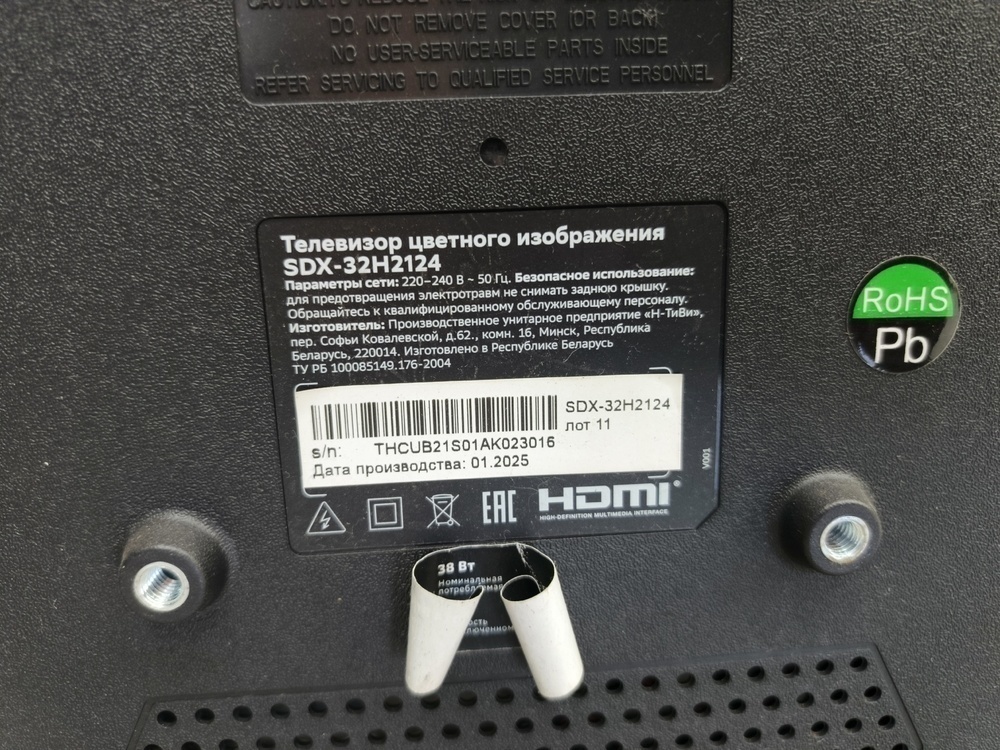 DO NOT REMOVE COVER (OR BACK)
NO USER-SERVICEABLE PARTS INSIDE
REFER SERVICING TO QUALIFIED SERVICE PERSONNEL
Телевизор цветного изображения
SDX-32H2124
Параметры сети: 220–240 В ~ 50 Гц. Безопасное использование:
для предотвращения электротравм не снимать заднюю крышку.
Обращайтесь к квалифицированному обслуживающему персоналу.
Изготовитель: Производственное унитарное предприятие «Н-ТиВи»,
пер. Софьи Ковалевской, д.62., комн. 16, Минск, Республика
Беларусь, 220014. Изготовлено в Республике Беларусь
ТУ РБ 100085149.176-2004
SDX-32H2124
лот 11
s/n: THCUB21S01AK023016
Дата производства: 01.2025
V001
EAC HDMI
HIGH-DEFINITION MULTIMEDIA INTERFACE
RoHS
Pb
38 Вт
Номинальная